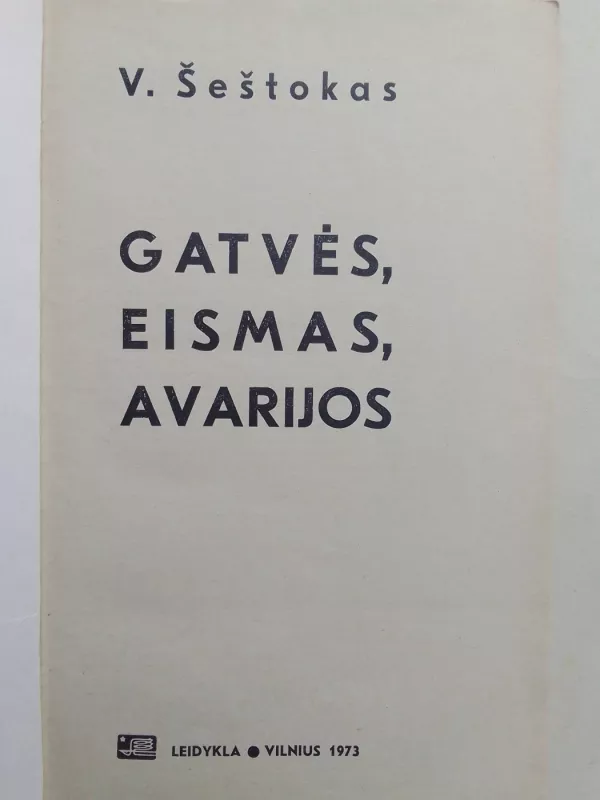 V. Šeštokas
GATVĖS,
EISMAS,
AVARIJOS
LEIDYKLA ● VILNIUS 1973